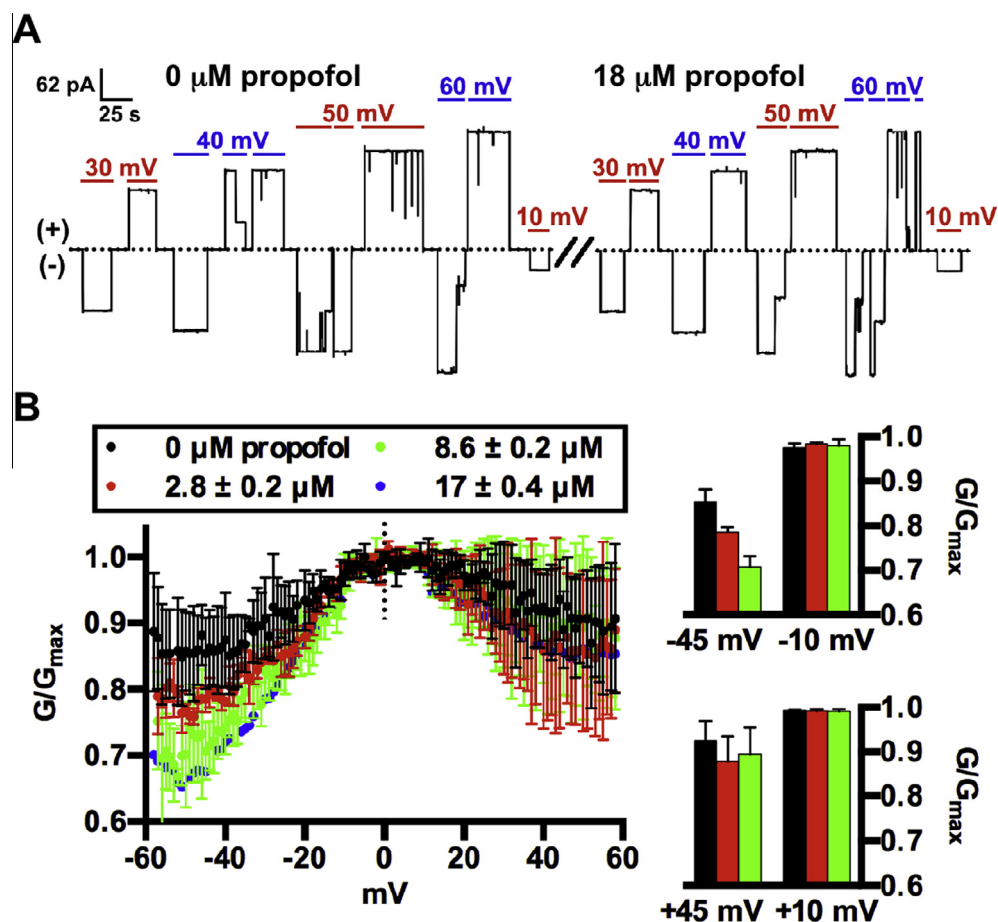 A
62 pA
25 s
0 μM propofol
18 μM propofol
30 mV
40 mV
50 mV
60 mV
10 mV
30 mV
40 mV
50 mV
60 mV
10 mV
(+)
(-)
B
0 μM propofol
8.6 ± 0.2 μM
2.8 ± 0.2 μM
17 ± 0.4 μM
G/Gmax
1.0
0.9
0.8
0.7
0.6
-60
-40
-20
0
20
40
60
mV
1.0
0.9
0.8
0.7
0.6
G/Gmax
-45 mV
-10 mV
1.0
0.9
0.8
0.7
0.6
G/Gmax
+45 mV
+10 mV